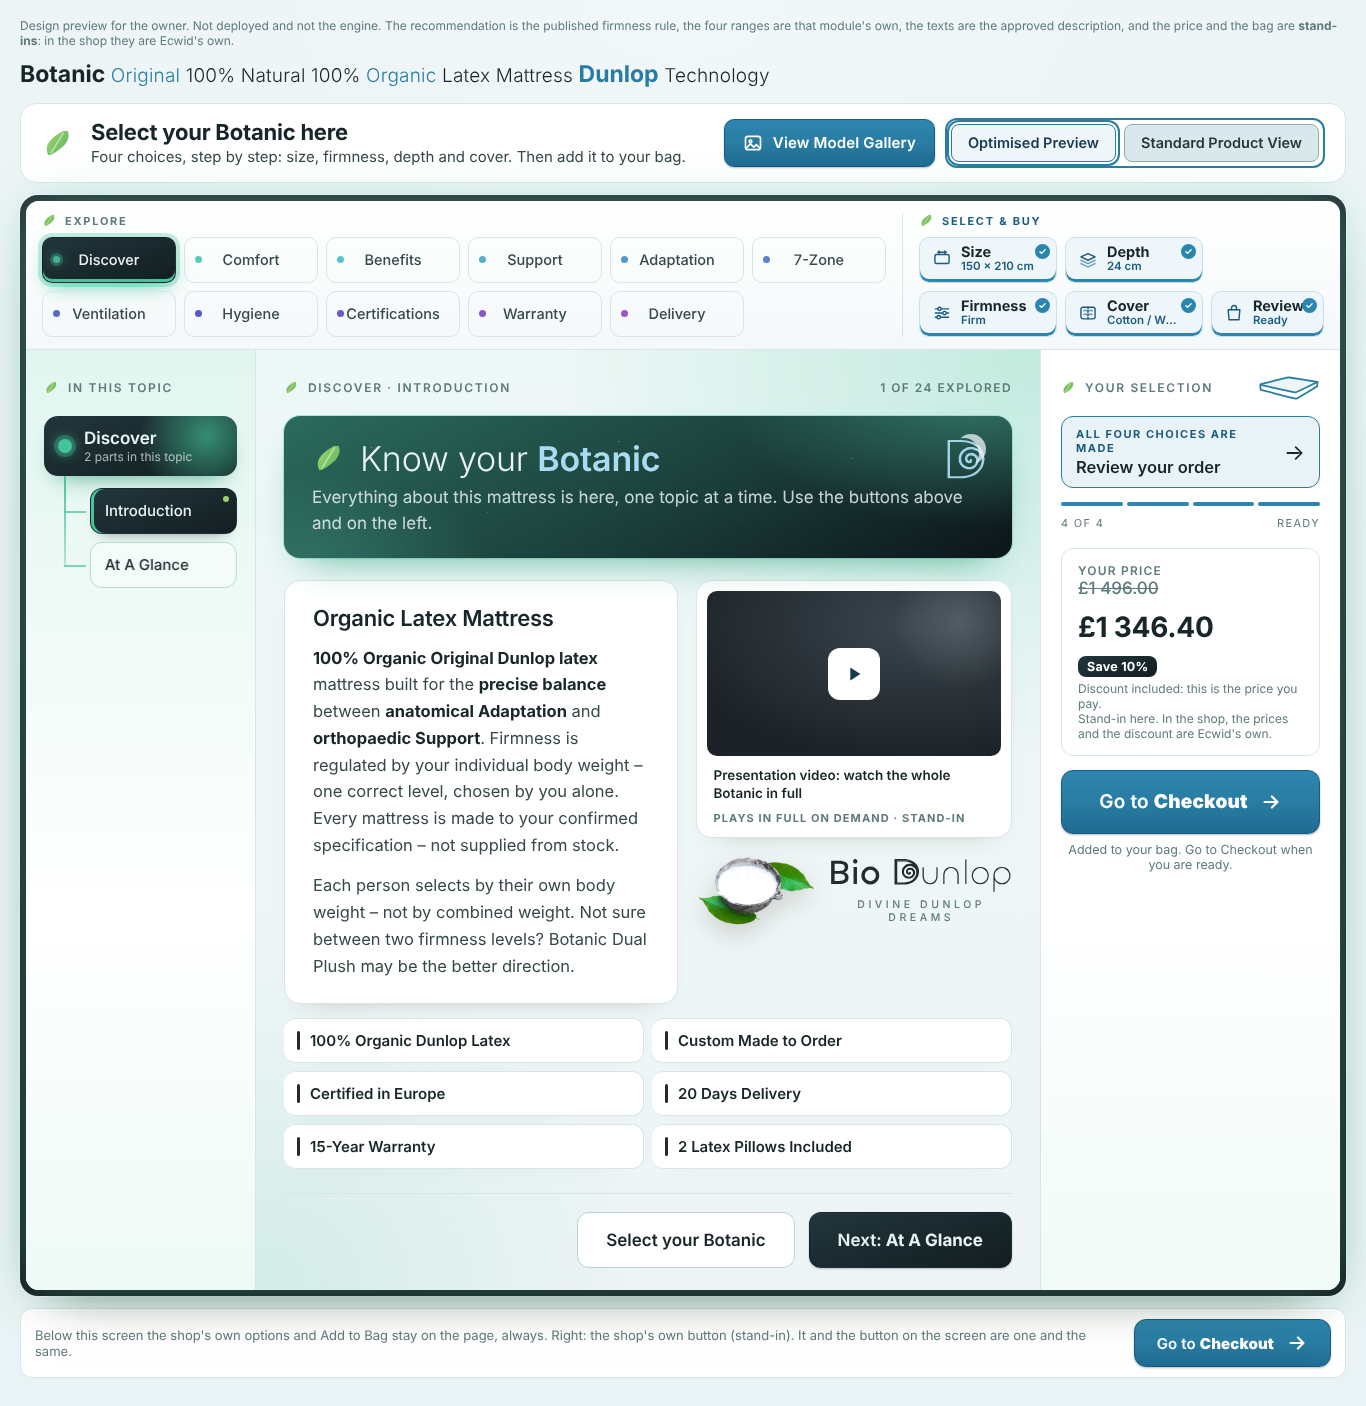 Design preview for the owner. Not deployed and not the engine. The recommendation is the published firmness rule, the four ranges are that module's own, the texts are the approved description, and the price and the bag are stand-
ins: in the shop they are Ecwid's own.
Botanic Original 100% Natural 100% Organic Latex Mattress Dunlop Technology
Select your Botanic here
Four choices, step by step: size, firmness, depth and cover. Then add it to your bag.
View Model Gallery
Optimised Preview
Standard Product View
EXPLORE
Discover
Comfort
Benefits
Support
Adaptation
7-Zone
Ventilation
Hygiene
Certifications
Warranty
Delivery
SELECT & BUY
Size
150 × 210 cm
Depth
24 cm
Firmness
Firm
Cover
Cotton / W...
Review
Ready
IN THIS TOPIC
Discover
2 parts in this topic
Introduction
At A Glance
DISCOVER · INTRODUCTION
1 OF 24 EXPLORED
Know your Botanic
Everything about this mattress is here, one topic at a time. Use the buttons above
and on the left.
Organic Latex Mattress
100% Organic Original Dunlop latex
mattress built for the precise balance
between anatomical Adaptation and
orthopaedic Support. Firmness is
regulated by your individual body weight –
one correct level, chosen by you alone.
Every mattress is made to your confirmed
specification – not supplied from stock.
Each person selects by their own body
weight – not by combined weight. Not sure
between two firmness levels? Botanic Dual
Plush may be the better direction.
Presentation video: watch the whole
Botanic in full
PLAYS IN FULL ON DEMAND · STAND-IN
Bio Dunlop
DIVINE DUNLOP
DREAMS
100% Organic Dunlop Latex
Custom Made to Order
Certified in Europe
20 Days Delivery
15-Year Warranty
2 Latex Pillows Included
Select your Botanic
Next: At A Glance
YOUR SELECTION
ALL FOUR CHOICES ARE
MADE
Review your order
4 OF 4
READY
YOUR PRICE
£1 496.00
£1 346.40
Save 10%
Discount included: this is the price you
pay.
Stand-in here. In the shop, the prices
and the discount are Ecwid's own.
Go to Checkout
Added to your bag. Go to Checkout when
you are ready.
Below this screen the shop's own options and Add to Bag stay on the page, always. Right: the shop's own button (stand-in). It and the button on the screen are one and the
same.
Go to Checkout